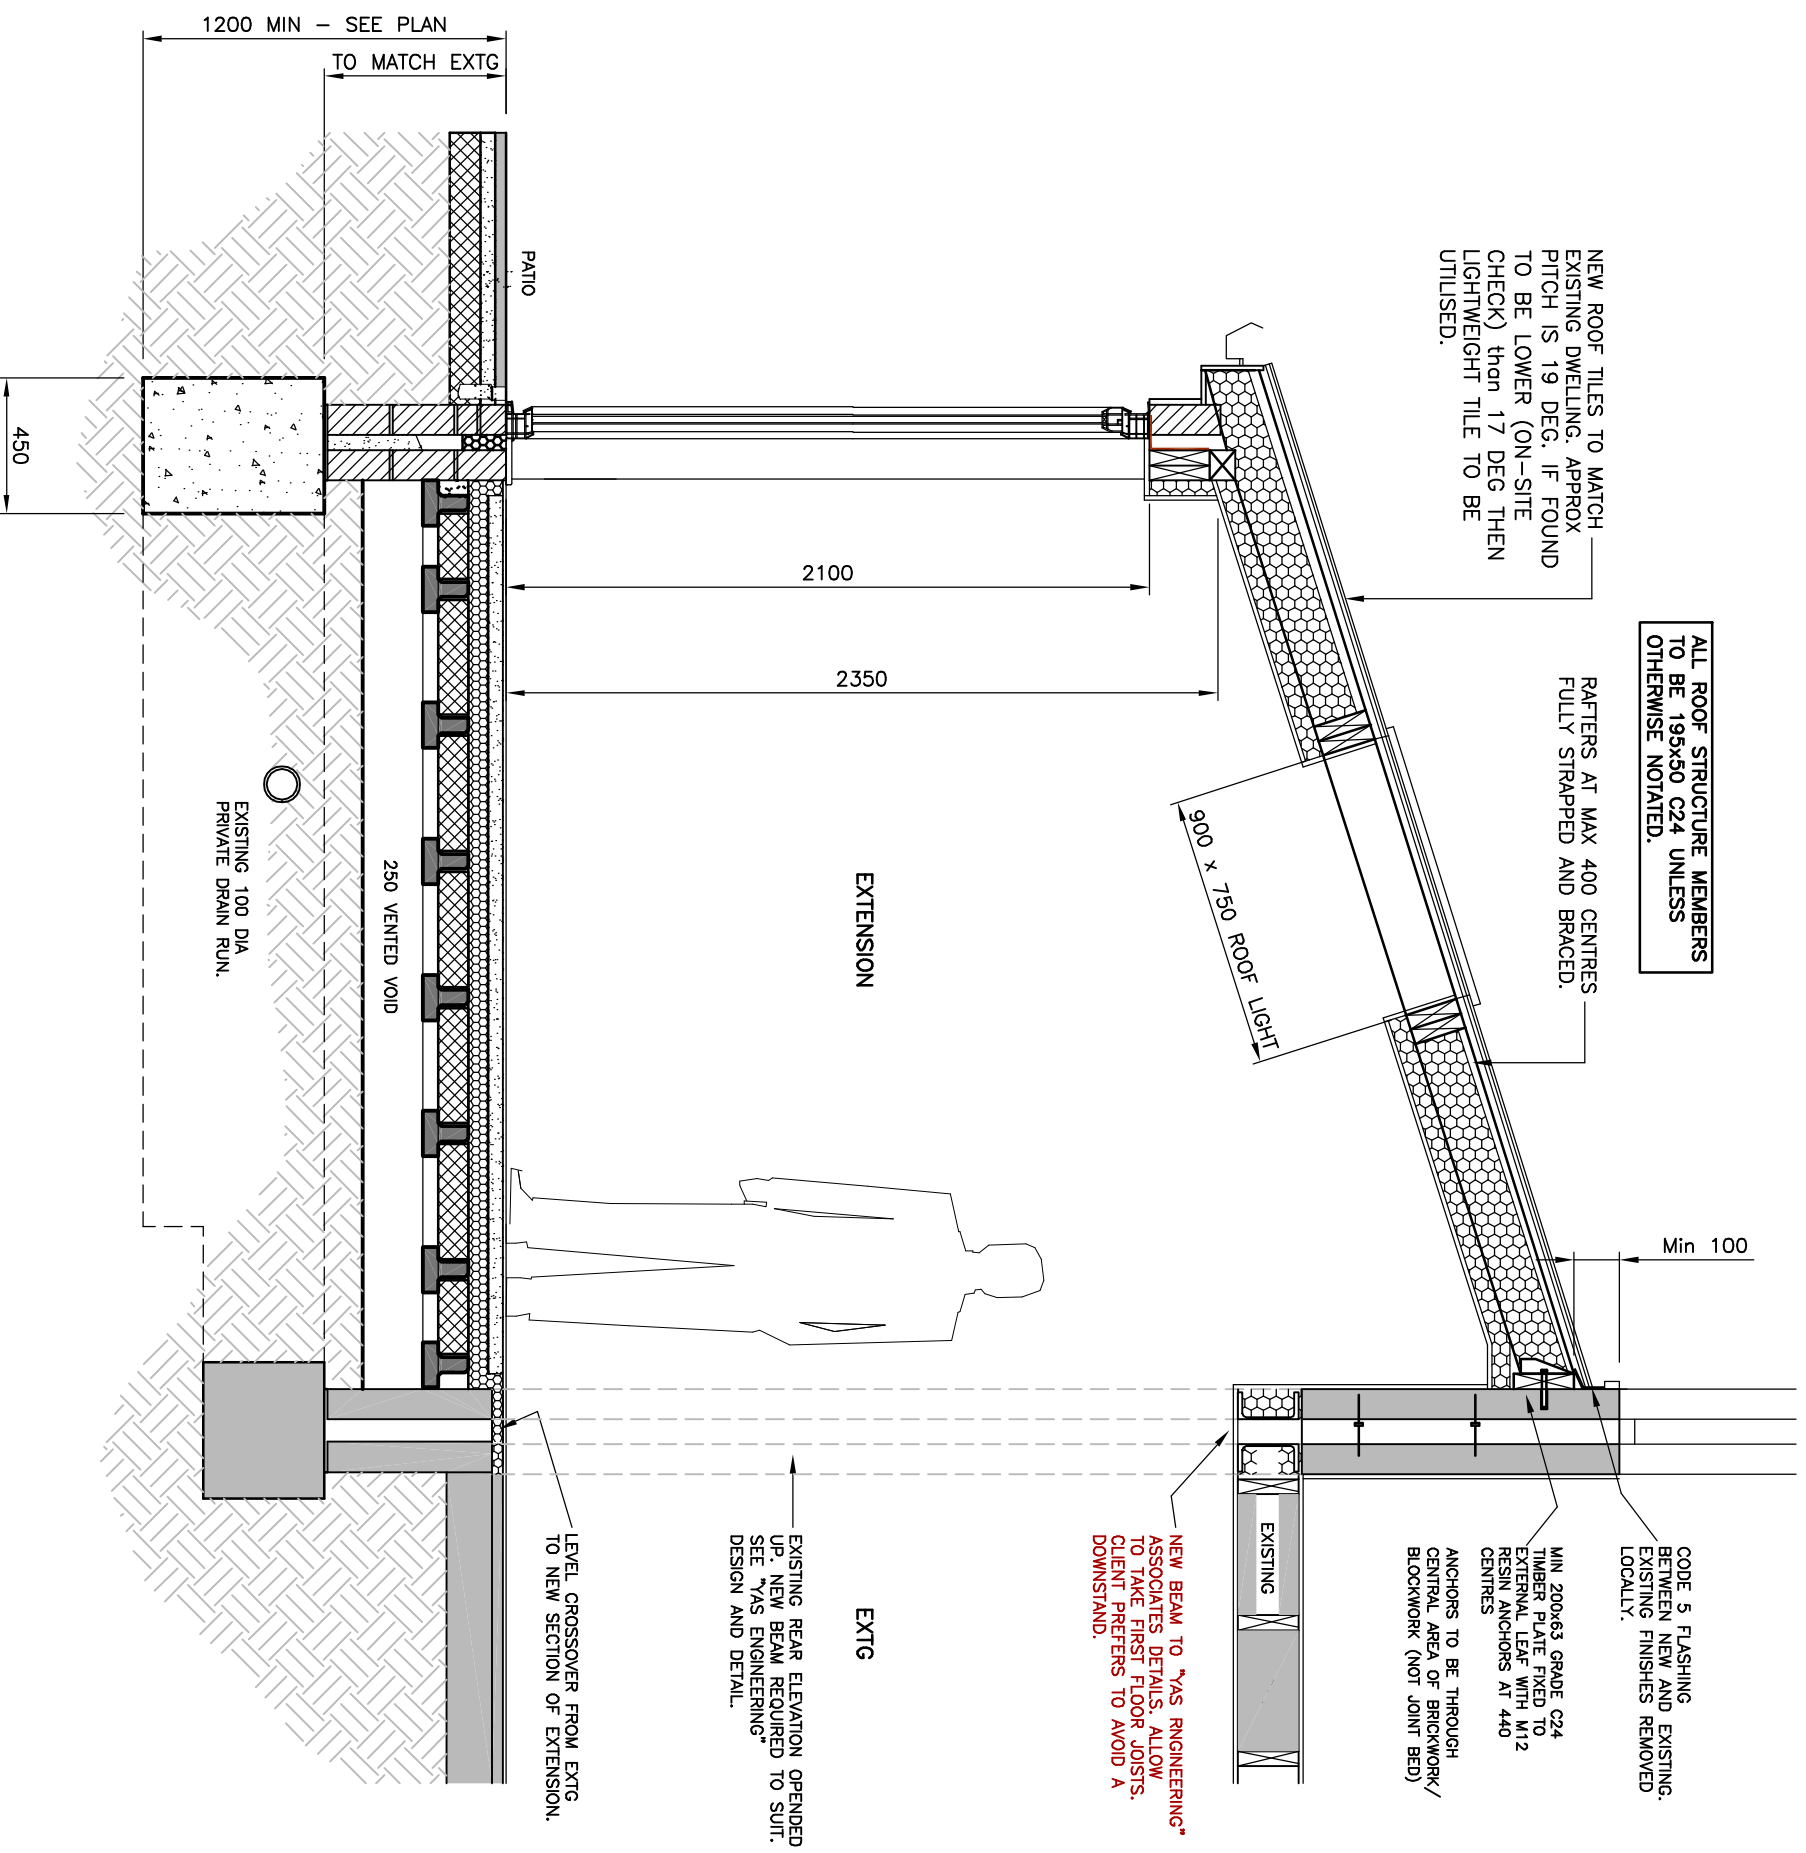 NEW ROOF TILES TO MATCH
EXISTING DWELLING. APPROX
PITCH IS 19 DEG. IF FOUND
TO BE LOWER (ON-SITE
CHECK) than 17 DEG THEN
LIGHTWEIGHT TILE TO BE
UTILISED.
ALL ROOF STRUCTURE MEMBERS
TO BE 195x50 C24 UNLESS
OTHERWISE NOTATED.
RAFTERS AT MAX 400 CENTRES
FULLY STRAPPED AND BRACED.
Min 100
CODE 5 FLASHING
BETWEEN NEW AND EXISTING.
EXISTING FINISHES REMOVED
LOCALLY.
MIN 200x63 GRADE C24
TIMBER PLATE FIXED TO
EXTERNAL LEAF WITH M12
RESIN ANCHORS AT 440
CENTRES
ANCHORS TO BE THROUGH
CENTRAL AREA OF BRICKWORK/
BLOCKWORK (NOT JOINT BED)
900 x 750 ROOF LIGHT
EXISTING
NEW BEAM TO "YAS RNGINEERING"
ASSOCIATES DETAILS. ALLOW
TO TAKE FIRST FLOOR JOISTS.
CLIENT PREFERS TO AVOID A
DOWNSTAND.
2100
2350
EXTENSION
EXTG
EXISTING REAR ELEVATION OPENDED
UP. NEW BEAM REQUIRED TO SUIT.
SEE "YAS ENGINEERING"
DESIGN AND DETAIL.
PATIO
LEVEL CROSSOVER FROM EXTG
TO NEW SECTION OF EXTENSION.
1200 MIN - SEE PLAN
TO MATCH EXTG
250 VENTED VOID
EXISTING 100 DIA
PRIVATE DRAIN RUN.
450